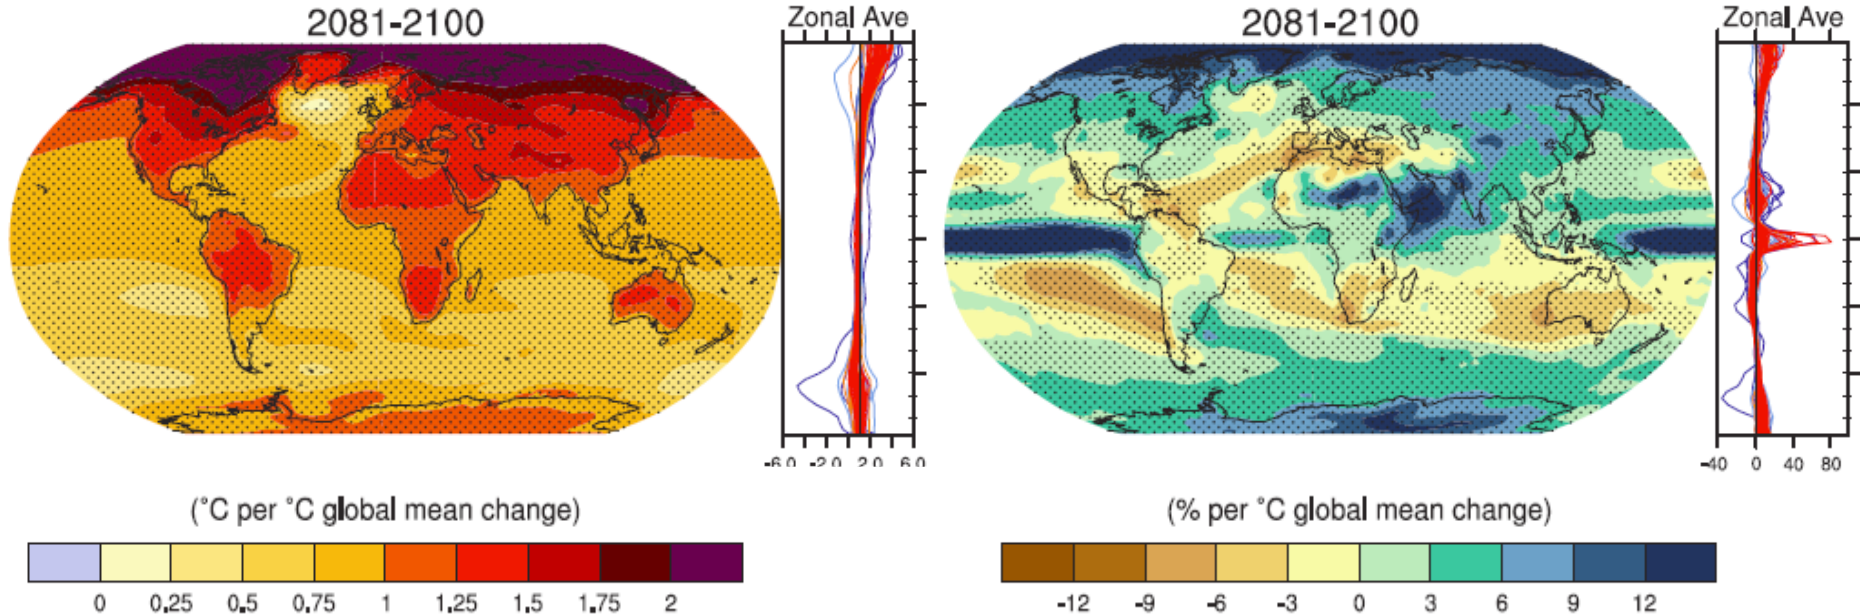 2081-2100
Zonal Ave
2081-2100
Zonal Ave
-6.0 -2.0 2.0 6.0
-40 0 40 80
(°C per °C global mean change)
(% per °C global mean change)
0 0.25 0.5 0.75 1 1.25 1.5 1.75 2
-12 -9 -6 -3 0 3 6 9 12